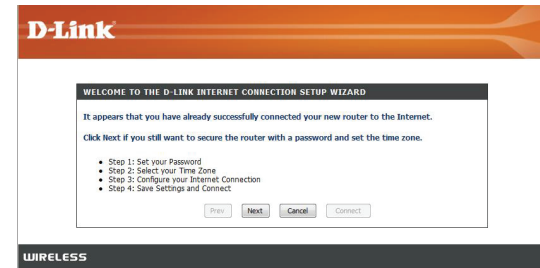 D-Link
WELCOME TO THE D-LINK INTERNET CONNECTION SETUP WIZARD
It appears that you have already successfully connected your new router to the Internet.
Click Next if you still want to secure the router with a password and set the time zone.
• Step 1: Set your Password
• Step 2: Select your Time Zone
• Step 3: Configure your Internet Connection
• Step 4: Save Settings and Connect
Prev Next Cancel Connect
WIRELESS